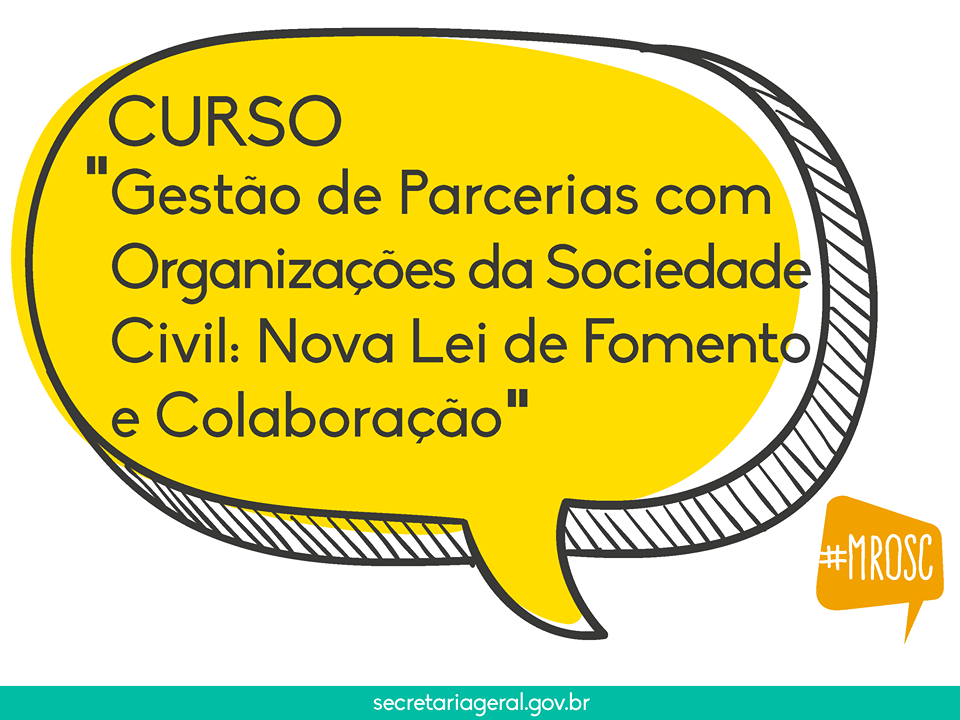 CURSO
"Gestão de Parcerias com
Organizações da Sociedade
Civil: Nova Lei de Fomento
e Colaboração"
#MROSC
secretariageral.gov.br